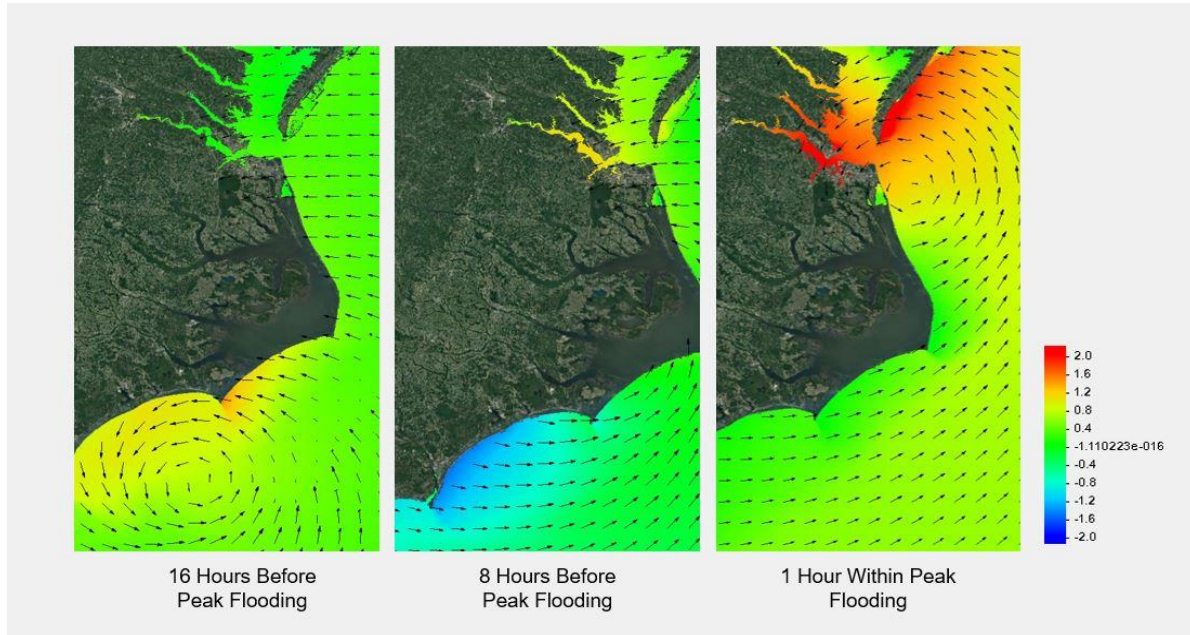 2.0
1.6
1.2
0.8
0.4
-1.110223e-016
-0.4
-0.8
-1.2
-1.6
-2.0
16 Hours Before
Peak Flooding
8 Hours Before
Peak Flooding
1 Hour Within Peak
Flooding